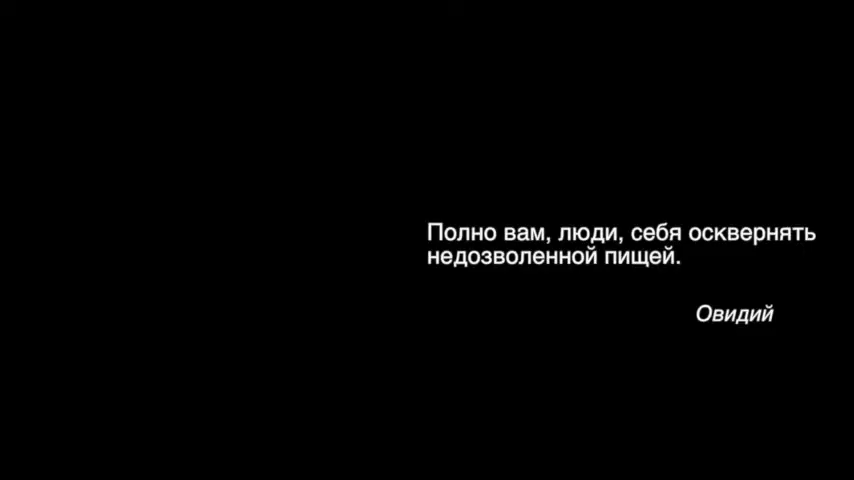 Полно вам, люди, себя осквернять
недозволенной пищей.
Овидий